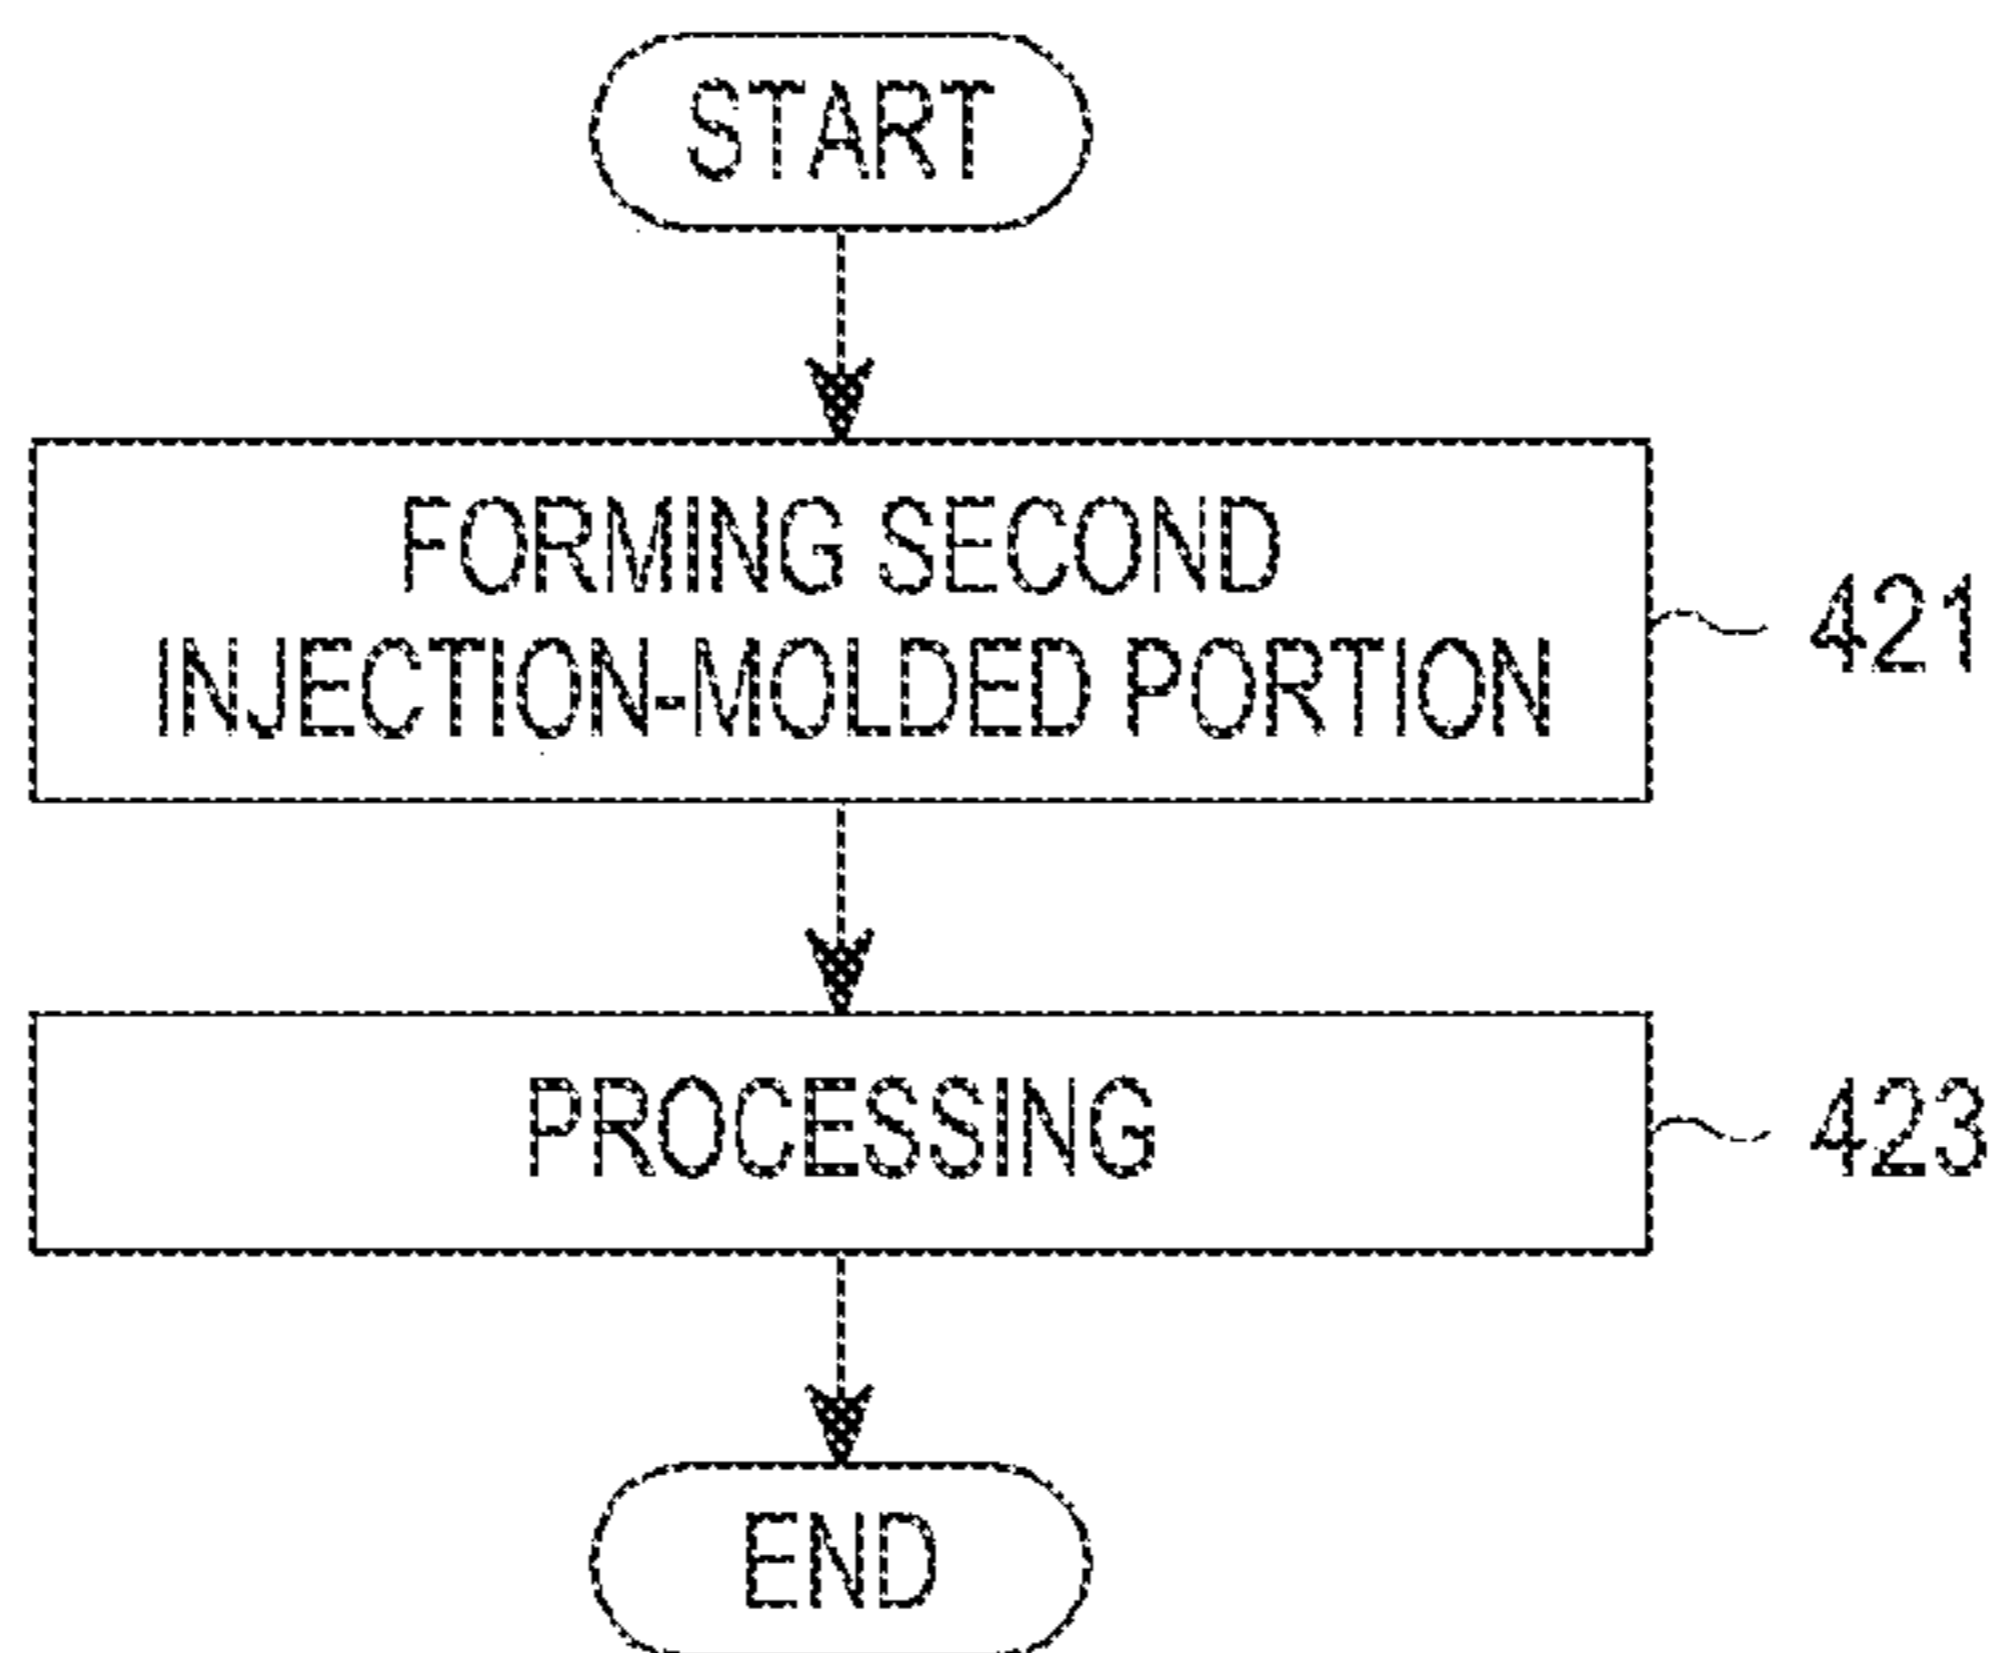 START
FORMING SECOND
INJECTION-MOLDED PORTION
421
PROCESSING
423
END